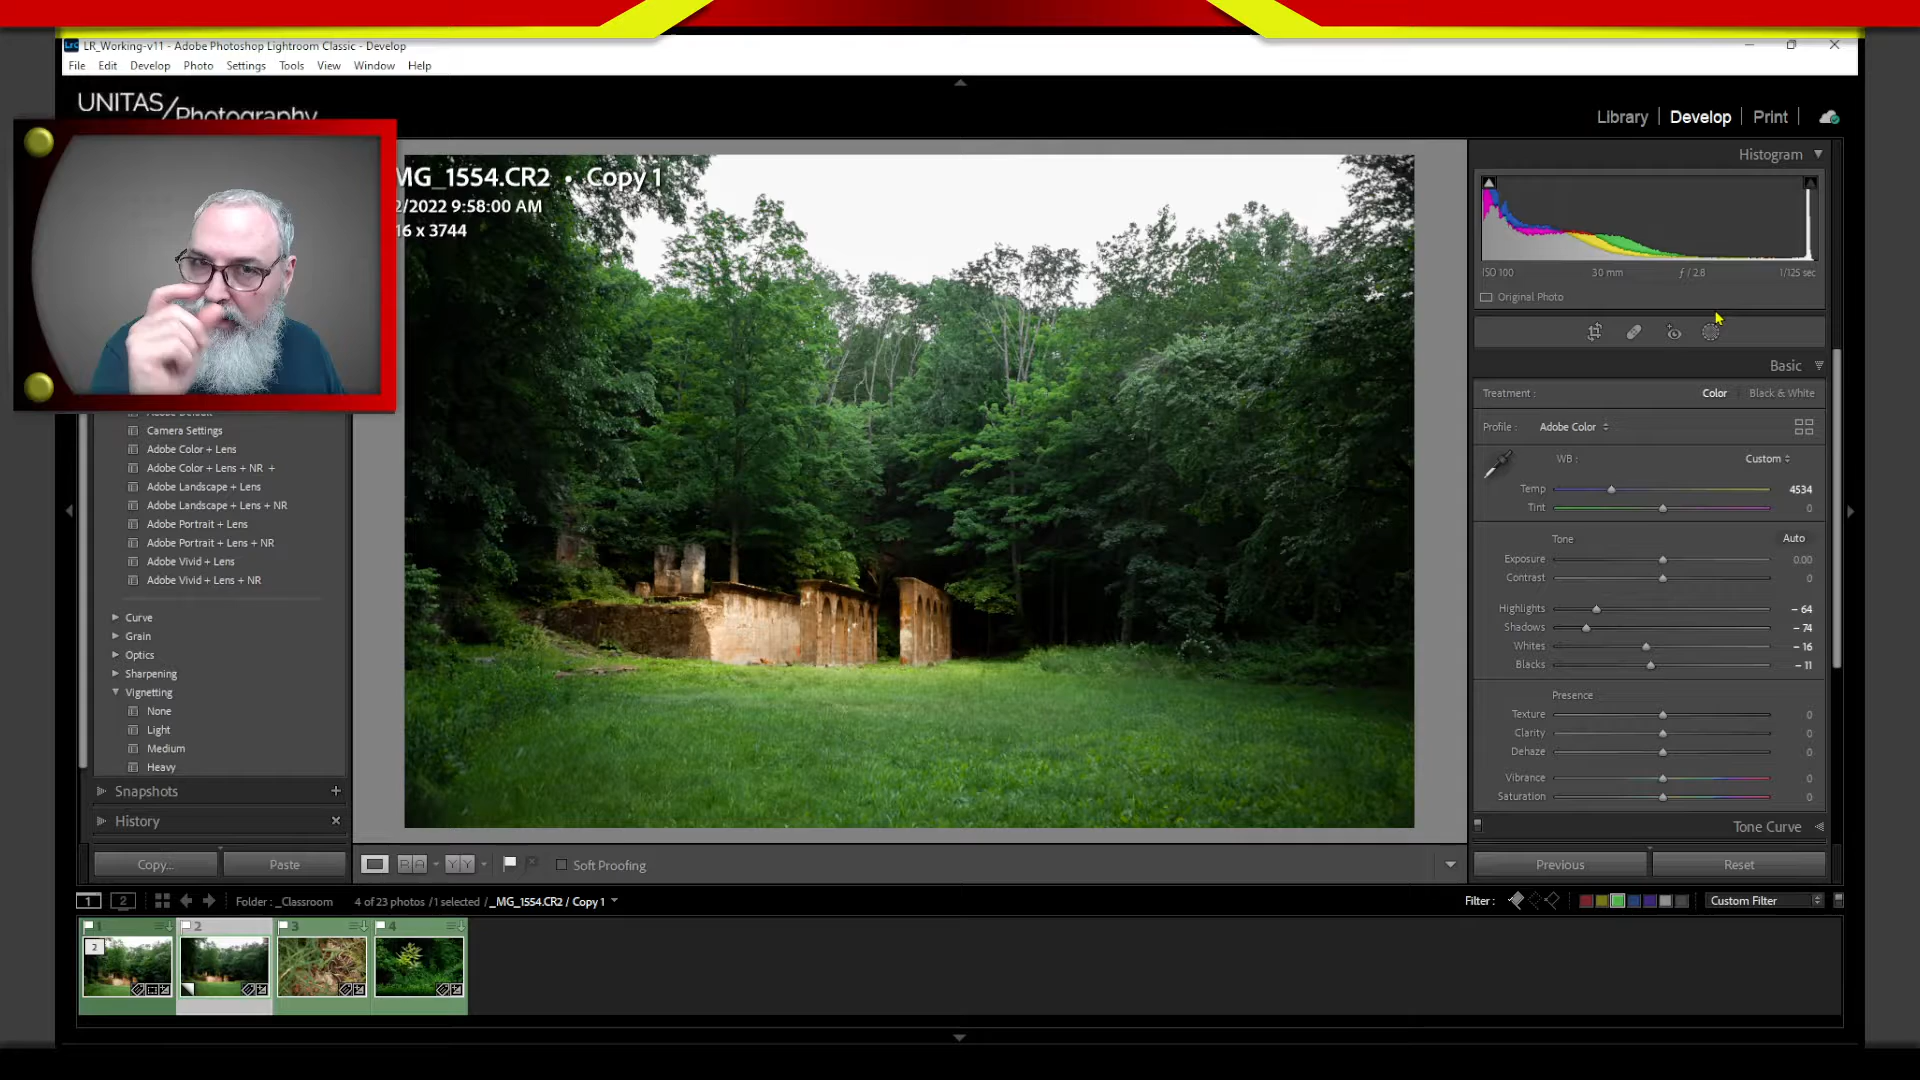 LR_Working-v11 - Adobe Photoshop Lightroom Classic - Develop
File Edit Develop Photo Settings Tools View Window Help
UNITAS/Photography
Library | Develop | Print |
MG_1554.CR2 • Copy 1
2/2022 9:58:00 AM
16 x 3744
Histogram
ISO 100 30 mm ƒ / 2.8 1/125 sec
Original Photo
Basic
Treatment : Color Black & White
Profile : Adobe Color
WB : Custom
Temp 4534
Tint 0
Tone Auto
Exposure 0.00
Contrast 0
Highlights - 64
Shadows - 74
Whites - 16
Blacks - 11
Presence
Texture 0
Clarity 0
Dehaze 0
Vibrance 0
Saturation 0
Tone Curve
Previous Reset
Adobe Default
Camera Settings
Adobe Color + Lens
Adobe Color + Lens + NR +
Adobe Landscape + Lens
Adobe Landscape + Lens + NR
Adobe Portrait + Lens
Adobe Portrait + Lens + NR
Adobe Vivid + Lens
Adobe Vivid + Lens + NR
Curve
Grain
Optics
Sharpening
Vignetting
None
Light
Medium
Heavy
Snapshots +
History ×
Copy... Paste
R A Y Y Soft Proofing
1 2 Folder : _Classroom 4 of 23 photos / 1 selected / _MG_1554.CR2 / Copy 1 Filter : Custom Filter
1 2 3 4
2